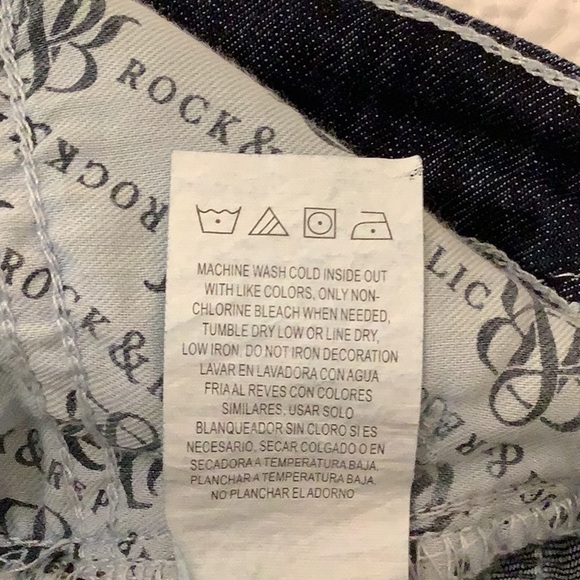 ROCK &
ROCK &
ROCK
LIC
ROCK &
MACHINE WASH COLD INSIDE OUT
WITH LIKE COLORS, ONLY NON-
CHLORINE BLEACH WHEN NEEDED,
TUMBLE DRY LOW OR LINE DRY,
LOW IRON. DO NOT IRON DECORATION
LAVAR EN LAVADORA CON AGUA
FRIA AL REVES CON COLORES
SIMILARES, USAR SOLO
BLANQUEADOR SIN CLORO SI ES
NECESARIO, SECAR COLGADO O EN
SECADORA A TEMPERATURA BAJA,
PLANCHAR A TEMPERATURA BAJA.
NO PLANCHAR EL ADORNO